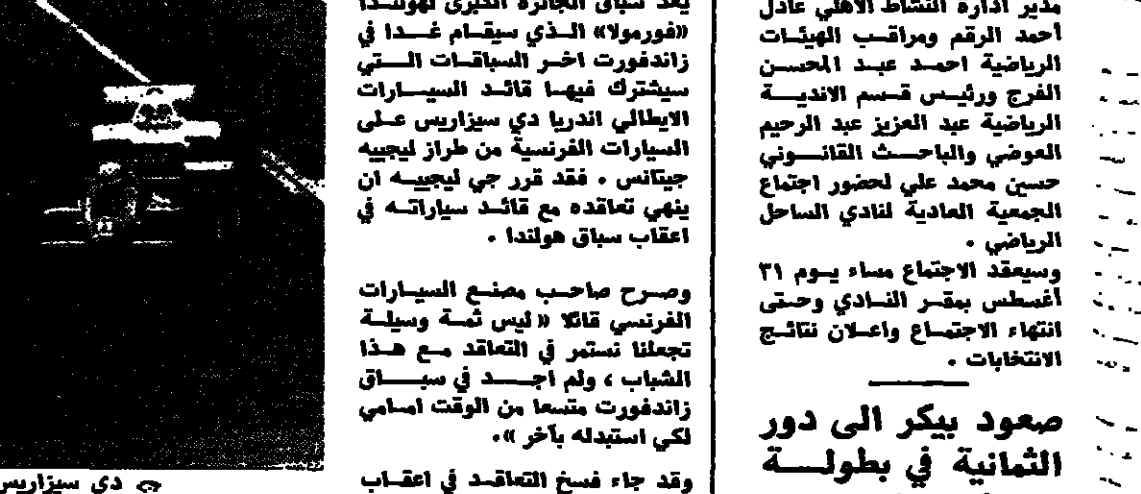 مدير ادارة النشاط الاهلي عادل
أحمد الرقم ومراقب الهيئات
الرياضية احمد عبد المحسن
الفرج ورئيس قسم الاندية
الرياضية عبد العزيز عبد الرحيم
العوضي والباحث القانوني
حسين محمد علي لحضور اجتماع
الجمعية العادية لنادي الساحل
الرياضي .
وسيعقد الاجتماع مساء يوم ٣١
أغسطس بمقر النادي وحتى
انتهاء الاجتماع واعلان نتائج
الانتخابات .
صعود بيكر الى دور
الثمانية في بطولة
يعد سباق الجائزة الكبرى لهولندا
«فورمولا» الذي سيقام غدا في
زاندفورت اخر السباقات التي
سيشترك فيها قائد السيارات
الايطالي اندريا دي سيزاريس على
السيارات الفرنسية من طراز ليجييه
جيتانس . فقد قرر جي ليجييه ان
ينهي تعاقده مع قائد سياراته في
اعقاب سباق هولندا .
وصرح صاحب مصنع السيارات
الفرنسي قائلا « ليس ثمة وسيلة
تجعلنا نستمر في التعاقد مع هذا
الشباب ، ولم اجد في سباق
زاندفورت متسعا من الوقت امامي
لكي استبدله بآخر ».
وقد جاء فسخ التعاقد في اعقاب
دي سيزاريس